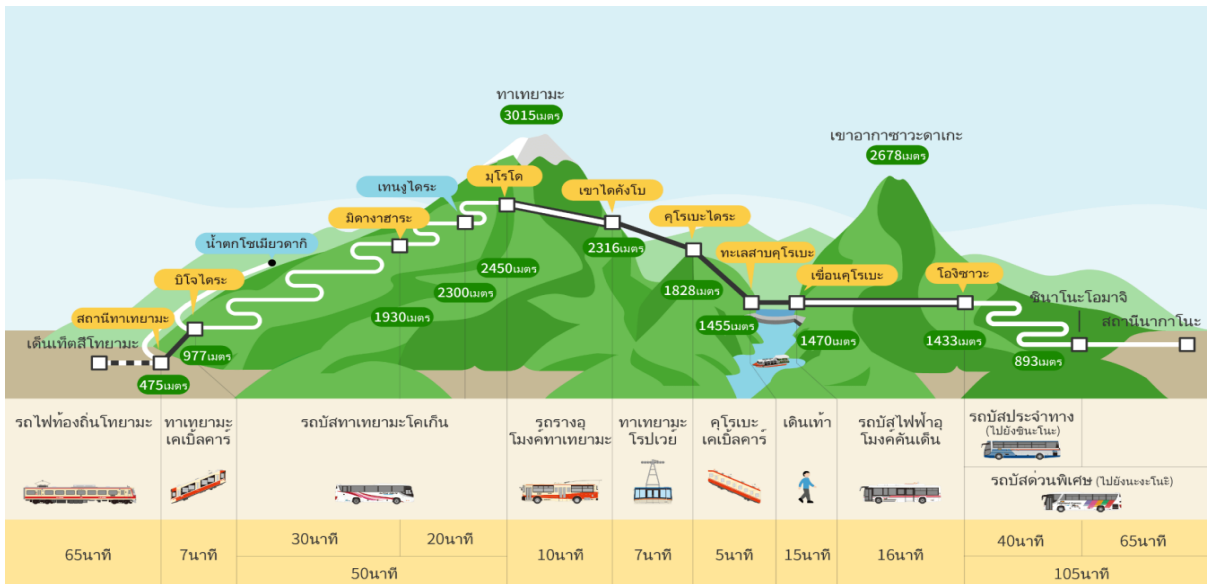 ทาเทยามะ
3015เมตร
เขาอากาซาวะดาเกะ
2678เมตร
เทนงูไดระ
มุโรโด
เขาไดคังโบ
มิดางาฮาระ
คุโรเบะไดระ
น้ำตกโชเมียวดากิ
2316เมตร
ทะเลสาบคุโรเบะ
บิโจไดระ
2450เมตร
เขื่อนคุโรเบะ
โองิซาวะ
1828เมตร
2300เมตร
ชินาโนะโอมาจิ
สถานีทาเทยามะ
1930เมตร
1455เมตร
สถานีนากาโนะ
เด็นเท็ตสึโทยามะ
977เมตร
1470เมตร
1433เมตร
893เมตร
475เมตร
รถไฟท้องถิ่นโทยามะ
ทาเทยามะ
เคเบิ้ลคาร์
รถบัสทาเทยามะโคเก็น
รถรางอุ
โมงค์ทาเทยามะ
ทาเทยามะ
โรปเวย์
คุโรเบะ
เคเบิ้ลคาร์
เดินเท้า
รถบัสไฟฟ้าอุ
โมงค์คันเด็น
รถบัสประจำทาง
(ไปยังชินะโนะ)
รถบัสด่วนพิเศษ (ไปยังนะงะโนะ)
65นาที
7นาที
30นาที
20นาที
50นาที
10นาที
7นาที
5นาที
15นาที
16นาที
40นาที
65นาที
105นาที